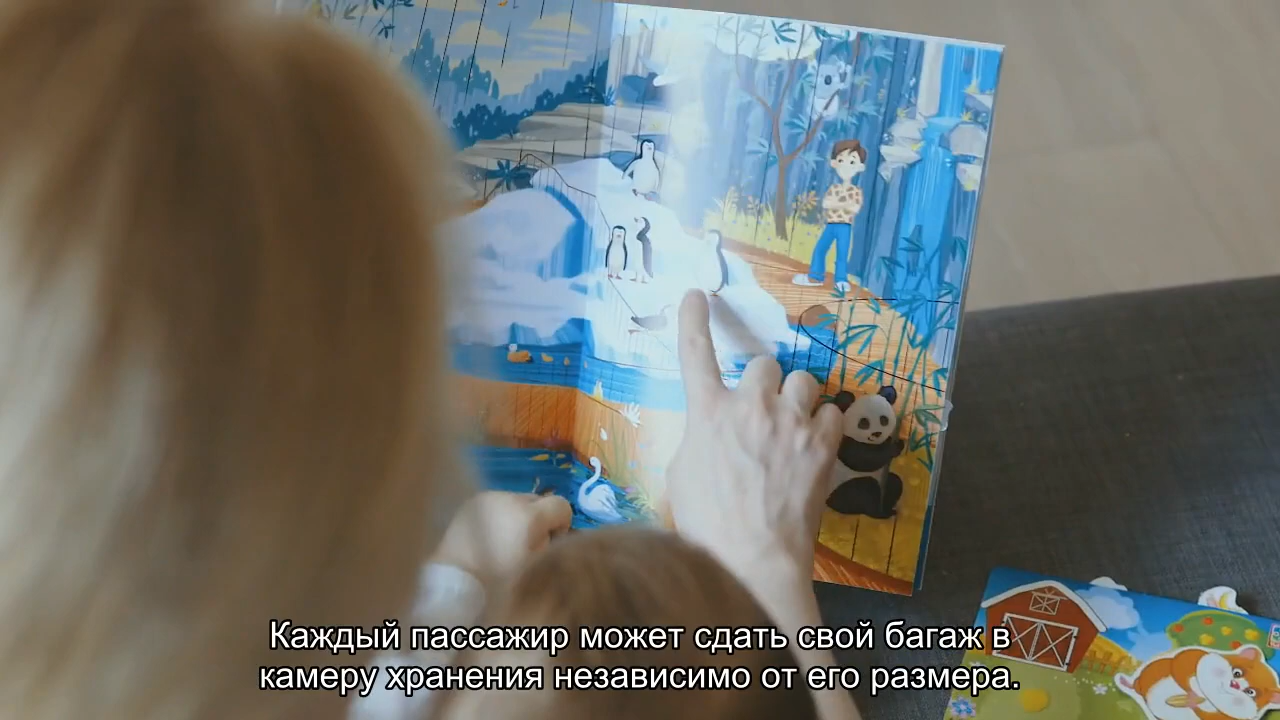 Каждый пассажир может сдать свой багаж в
камеру хранения независимо от его размера.